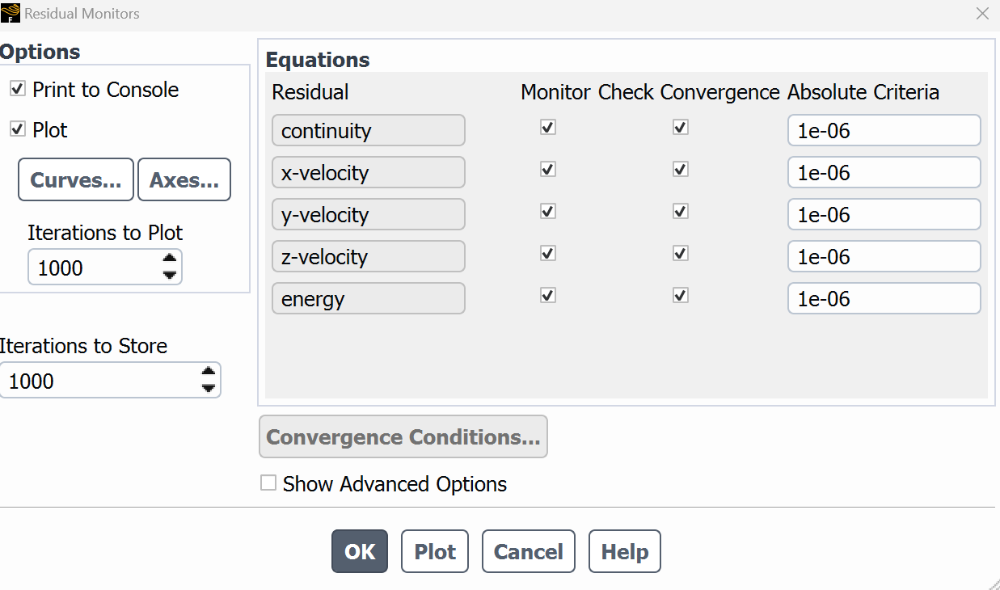 Residual Monitors
Options
Print to Console
Plot
Curves... Axes...
Iterations to Plot
1000
Iterations to Store
1000
Equations
Residual Monitor Check Convergence Absolute Criteria
continuity 1e-06
x-velocity 1e-06
y-velocity 1e-06
z-velocity 1e-06
energy 1e-06
Convergence Conditions...
Show Advanced Options
OK Plot Cancel Help